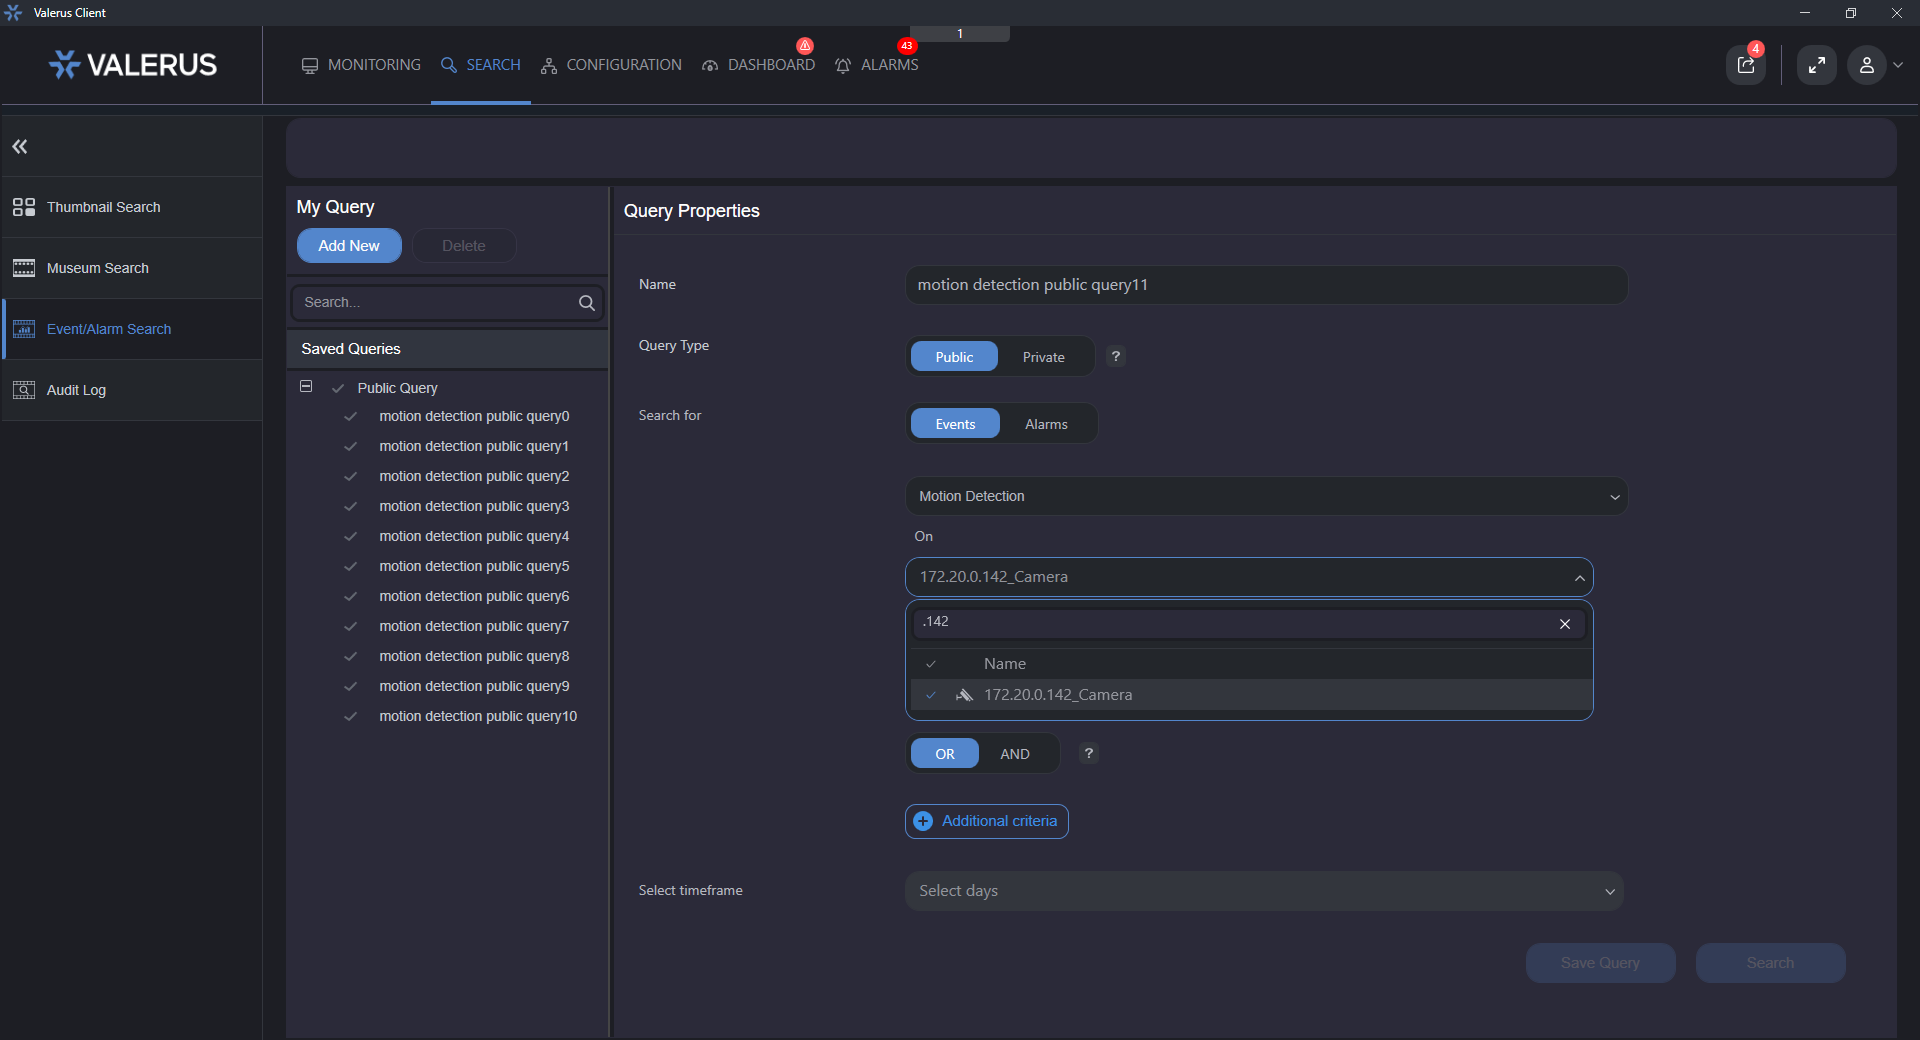 Valerus Client
1
VALERUS
MONITORING
SEARCH
CONFIGURATION
DASHBOARD
43
ALARMS
4
Thumbnail Search
Museum Search
Event/Alarm Search
Audit Log
My Query
Add New
Delete
Search...
Saved Queries
Public Query
motion detection public query0
motion detection public query1
motion detection public query2
motion detection public query3
motion detection public query4
motion detection public query5
motion detection public query6
motion detection public query7
motion detection public query8
motion detection public query9
motion detection public query10
Query Properties
Name
motion detection public query11
Query Type
Public
Private
?
Search for
Events
Alarms
Motion Detection
On
172.20.0.142_Camera
.142
Name
172.20.0.142_Camera
OR
AND
?
Additional criteria
Select timeframe
Select days
Save Query
Search